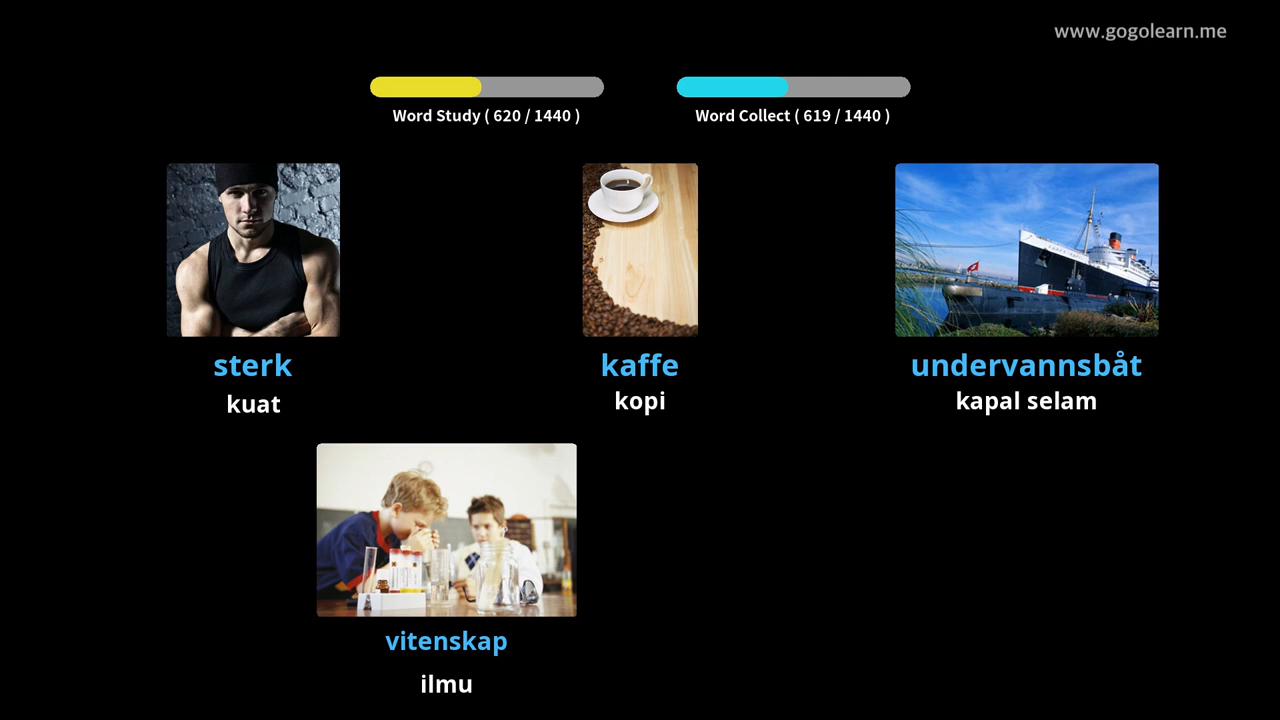 www.gogolearn.me
Word Study ( 620 / 1440 )
Word Collect ( 619 / 1440 )
sterk
kuat
kaffe
kopi
undervannsbåt
kapal selam
vitenskap
ilmu